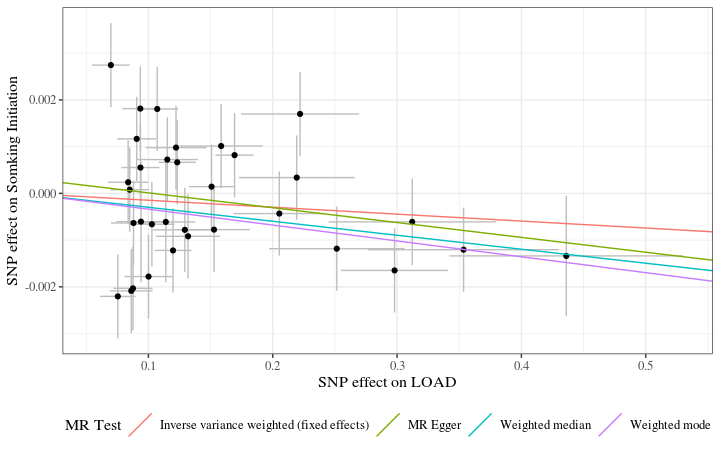 SNP effect on Somking Initiation
0.002
0.000
-0.002
0.1 0.2 0.3 0.4 0.5
SNP effect on LOAD
MR Test Inverse variance weighted (fixed effects) MR Egger Weighted median Weighted mode